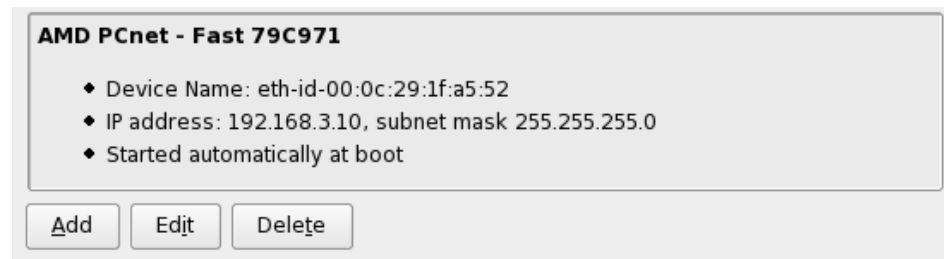 AMD PCnet - Fast 79C971
◆ Device Name: eth-id-00:0c:29:1f:a5:52
◆ IP address: 192.168.3.10, subnet mask 255.255.255.0
◆ Started automatically at boot
Add Edit Delete